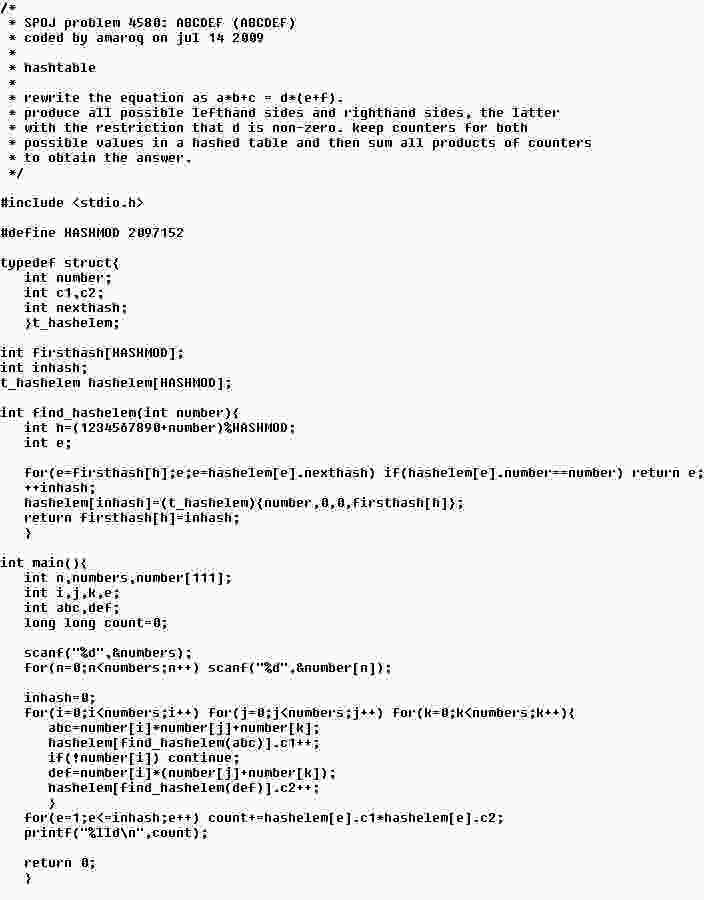 /*
 * SPOJ problem 4580: ABCDEF (ABCDEF)
 * coded by amaroq on jul 14 2009
 *
 * hashtable
 *
 * rewrite the equation as a*b+c = d*(e+f).
 * produce all possible lefthand sides and righthand sides, the latter
 * with the restriction that d is non-zero. keep counters for both
 * possible values in a hashed table and then sum all products of counters
 * to obtain the answer.
 */

#include <stdio.h>

#define HASHMOD 2097152

typedef struct{
   int number;
   int c1,c2;
   int nexthash;
   }t_hashelem;

int firsthash[HASHMOD];
int inhash;
t_hashelem hashelem[HASHMOD];

int find_hashelem(int number){
   int h=(1234567890+number)%HASHMOD;
   int e;

   for(e=firsthash[h];e;e=hashelem[e].nexthash) if(hashelem[e].number==number) return e;
   ++inhash;
   hashelem[inhash]=(t_hashelem){number,0,0,firsthash[h]};
   return firsthash[h]=inhash;
   }

int main(){
   int n,numbers,number[111];
   int i,j,k,e;
   int abc,def;
   long long count=0;

   scanf("%d",&numbers);
   for(n=0;n<numbers;n++) scanf("%d",&number[n]);

   inhash=0;
   for(i=0;i<numbers;i++) for(j=0;j<numbers;j++) for(k=0;k<numbers;k++){
      abc=number[i]*number[j]+number[k];
      hashelem[find_hashelem(abc)].c1++;
      if(!number[i]) continue;
      def=number[i]*(number[j]+number[k]);
      hashelem[find_hashelem(def)].c2++;
      }
   for(e=1;e<=inhash;e++) count+=hashelem[e].c1*hashelem[e].c2;
   printf("%lld\n",count);

   return 0;
   }